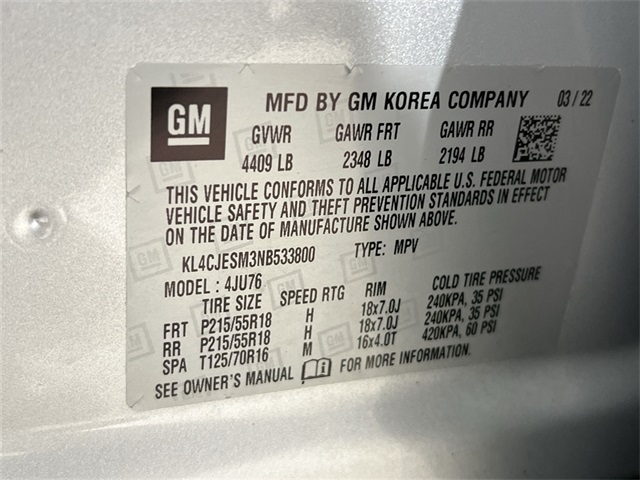 GM MFD BY GM KOREA COMPANY 03/22
GVWR GAWR FRT GAWR RR
4409 LB 2348 LB 2194 LB
THIS VEHICLE CONFORMS TO ALL APPLICABLE U.S. FEDERAL MOTOR
VEHICLE SAFETY AND THEFT PREVENTION STANDARDS IN EFFECT
ON THE DATE OF MANUFACTURE SHOWN ABOVE.
KL4CJESM3NB533800 TYPE: MPV
MODEL : 4JU76
TIRE SIZE SPEED RTG RIM COLD TIRE PRESSURE
FRT P215/55R18 H 18x7.0J 240KPA, 35 PSI
RR P215/55R18 H 18x7.0J 240KPA, 35 PSI
SPA T125/70R16 M 16x4.0T 420KPA, 60 PSI
SEE OWNER'S MANUAL FOR MORE INFORMATION.